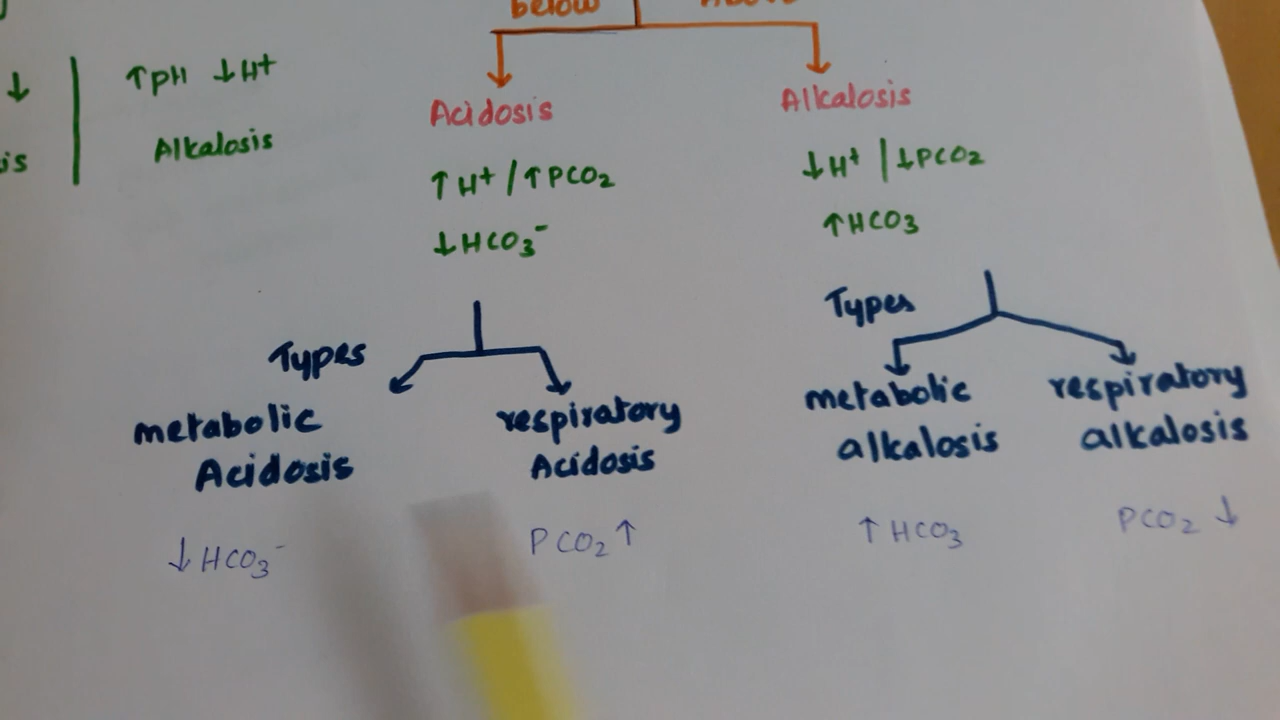 below
↓
is
↑pH ↓H+
Alkalosis
Acidosis
↑H+ / ↑PCO2
↓HCO3-
Types
metabolic
Acidosis
↓HCO3-
respiratory
Acidosis
PCO2↑
Alkalosis
↓H+ | ↓PCO2
↑HCO3
Types
metabolic
alkalosis
↑HCO3
respiratory
alkalosis
PCO2 ↓